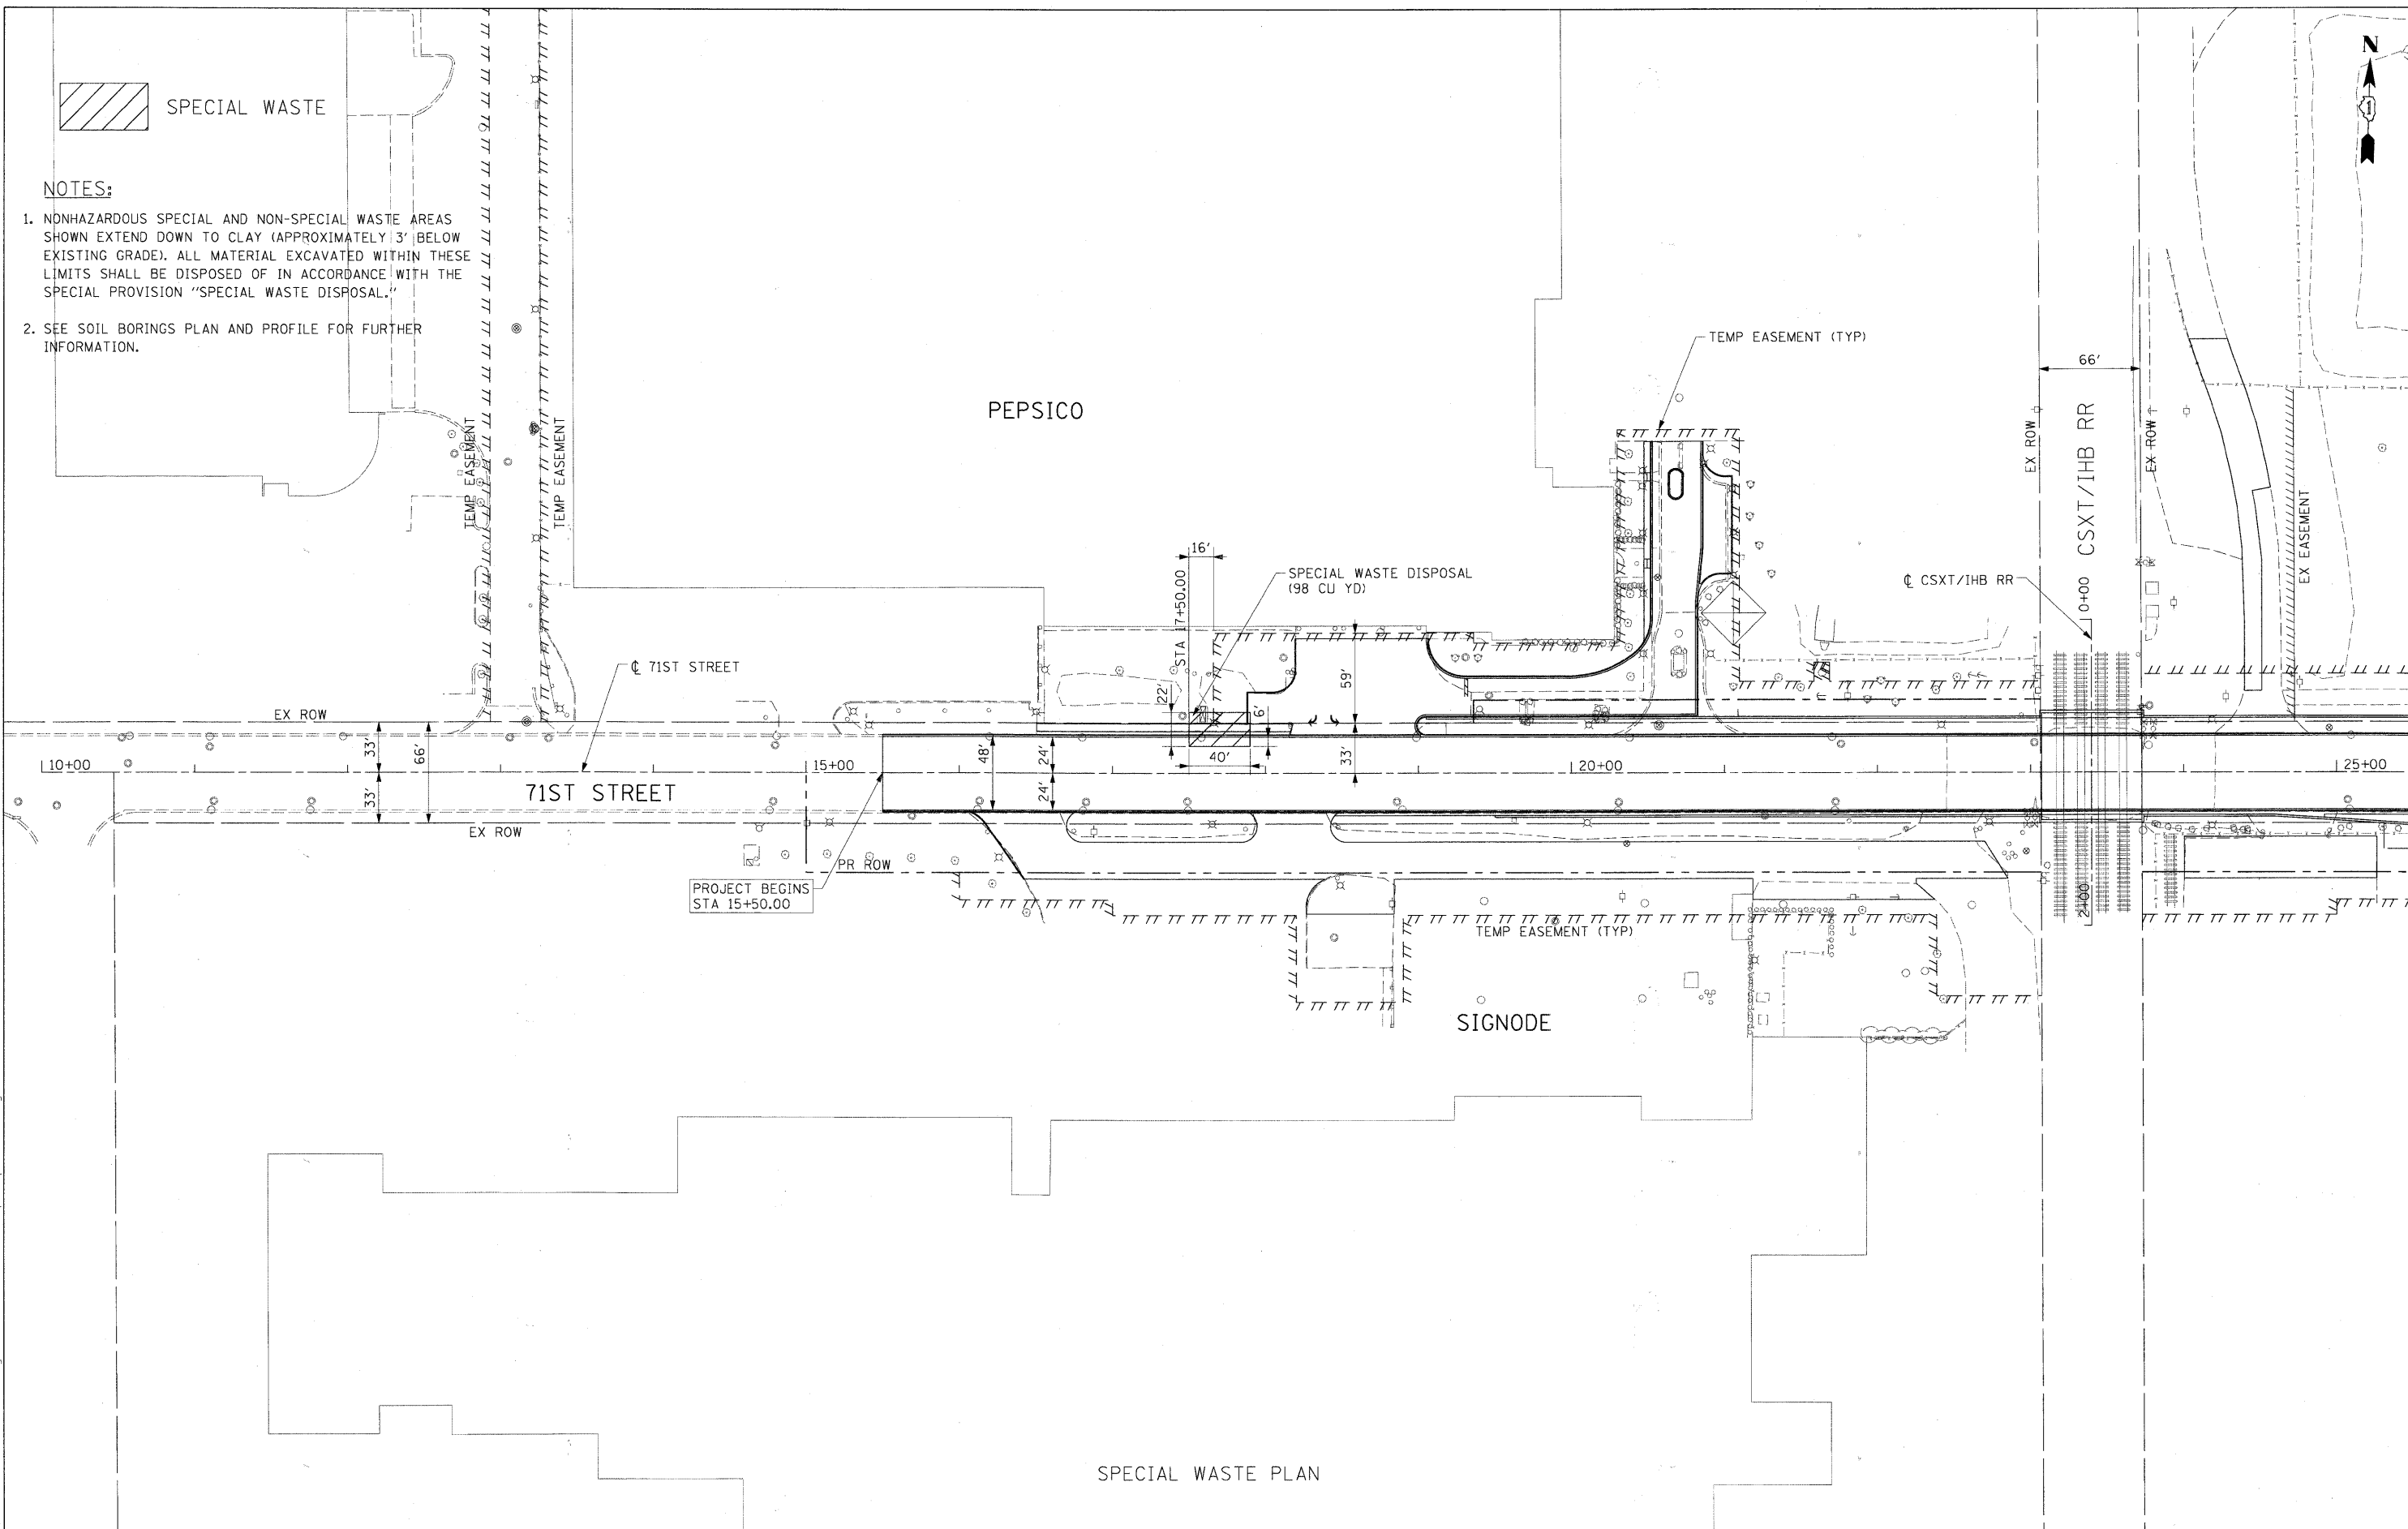 SPECIAL WASTE
N
1
NOTES:
1. NONHAZARDOUS SPECIAL AND NON-SPECIAL WASTE AREAS
SHOWN EXTEND DOWN TO CLAY (APPROXIMATELY 3' BELOW
EXISTING GRADE). ALL MATERIAL EXCAVATED WITHIN THESE
LIMITS SHALL BE DISPOSED OF IN ACCORDANCE WITH THE
SPECIAL PROVISION "SPECIAL WASTE DISPOSAL."
2. SEE SOIL BORINGS PLAN AND PROFILE FOR FURTHER
INFORMATION.
TEMP EASEMENT
TEMP EASEMENT
PEPSICO
TEMP EASEMENT (TYP)
66'
EX ROW
CSXT/IHB RR
EX ROW
EX EASEMENT
16'
STA 17+50.00
SPECIAL WASTE DISPOSAL
(98 CU YD)
℄ CSXT/IHB RR
0+00
℄ 71ST STREET
22'
59'
6'
EX ROW
33'
66'
48'
24'
40'
33'
10+00
15+00
20+00
25+00
33'
71ST STREET
24'
EX ROW
PR ROW
PROJECT BEGINS
STA 15+50.00
2+00
TEMP EASEMENT (TYP)
SIGNODE
SPECIAL WASTE PLAN